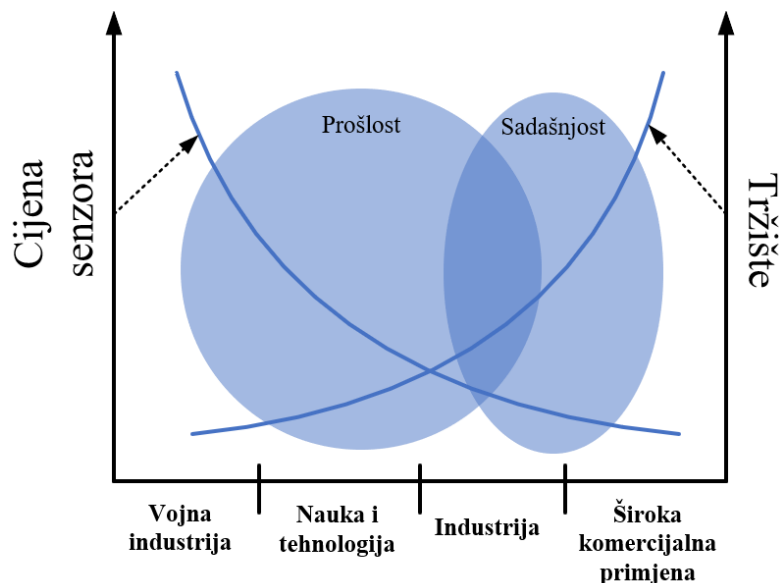 Prošlost
Sadašnjost
Cijena
senzora
Tržište
Vojna
industrija
Nauka i
tehnologija
Industrija
Široka
komercijalna
primjena